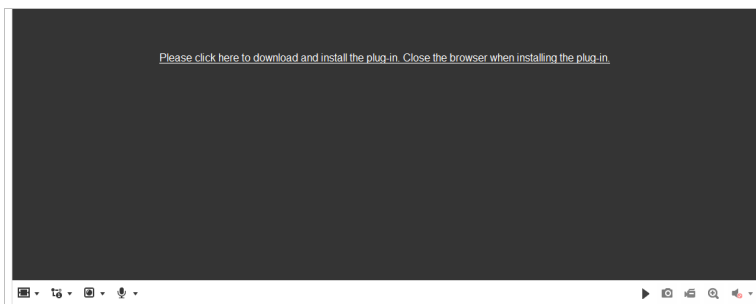 Please click here to download and install the plug-in. Close the browser when installing the plug-in.